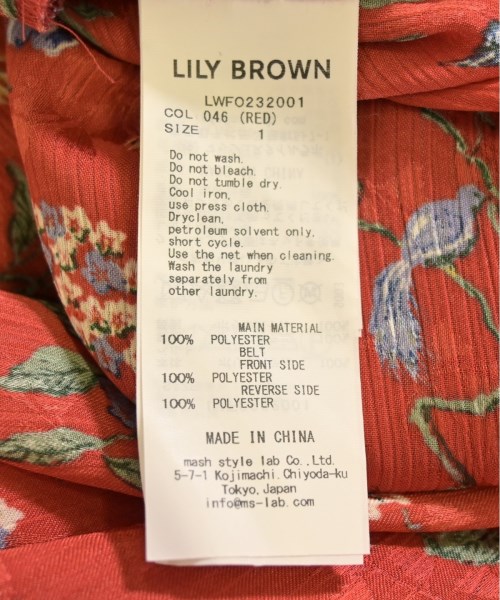 LILY BROWN
LWFO232001
COL 046 (RED)
SIZE 1
Do not wash.
Do not bleach.
Do not tumble dry.
Cool iron,
use press cloth.
Dryclean,
petroleum solvent only,
short cycle.
Use the net when cleaning.
Wash the laundry
separately from
other laundry.
MAIN MATERIAL
100% POLYESTER
BELT
FRONT SIDE
100% POLYESTER
REVERSE SIDE
100% POLYESTER
MADE IN CHINA
mash style lab Co.,Ltd.
5-7-1 Kojimachi.Chiyoda-ku
Tokyo,Japan
info@ms-lab.com